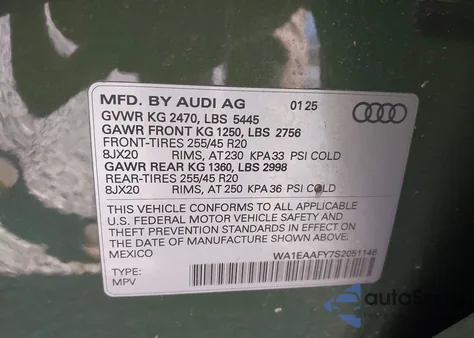 MFD. BY AUDI AG 01 25
GVWR KG 2470, LBS 5445
GAWR FRONT KG 1250, LBS 2756
FRONT-TIRES 255/45 R20
8JX20 RIMS, AT 230 KPA 33 PSI COLD
GAWR REAR KG 1360, LBS 2998
REAR-TIRES 255/45 R20
8JX20 RIMS, AT 250 KPA 36 PSI COLD
THIS VEHICLE CONFORMS TO ALL APPLICABLE
U.S. FEDERAL MOTOR VEHICLE SAFETY AND
THEFT PREVENTION STANDARDS IN EFFECT ON
THE DATE OF MANUFACTURE SHOWN ABOVE.
MEXICO WA1EAAFY7S2051146
TYPE:
MPV